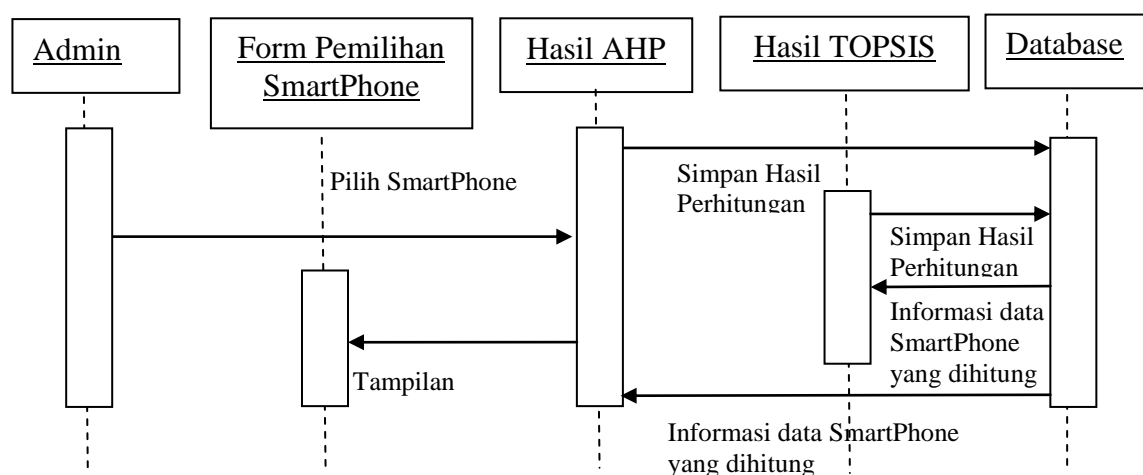 Admin
Form Pemilihan
SmartPhone
Hasil AHP
Hasil TOPSIS
Database
Pilih SmartPhone
Simpan Hasil
Perhitungan
Simpan Hasil
Perhitungan
Informasi data
SmartPhone
yang dihitung
Tampilan
Informasi data SmartPhone
yang dihitung